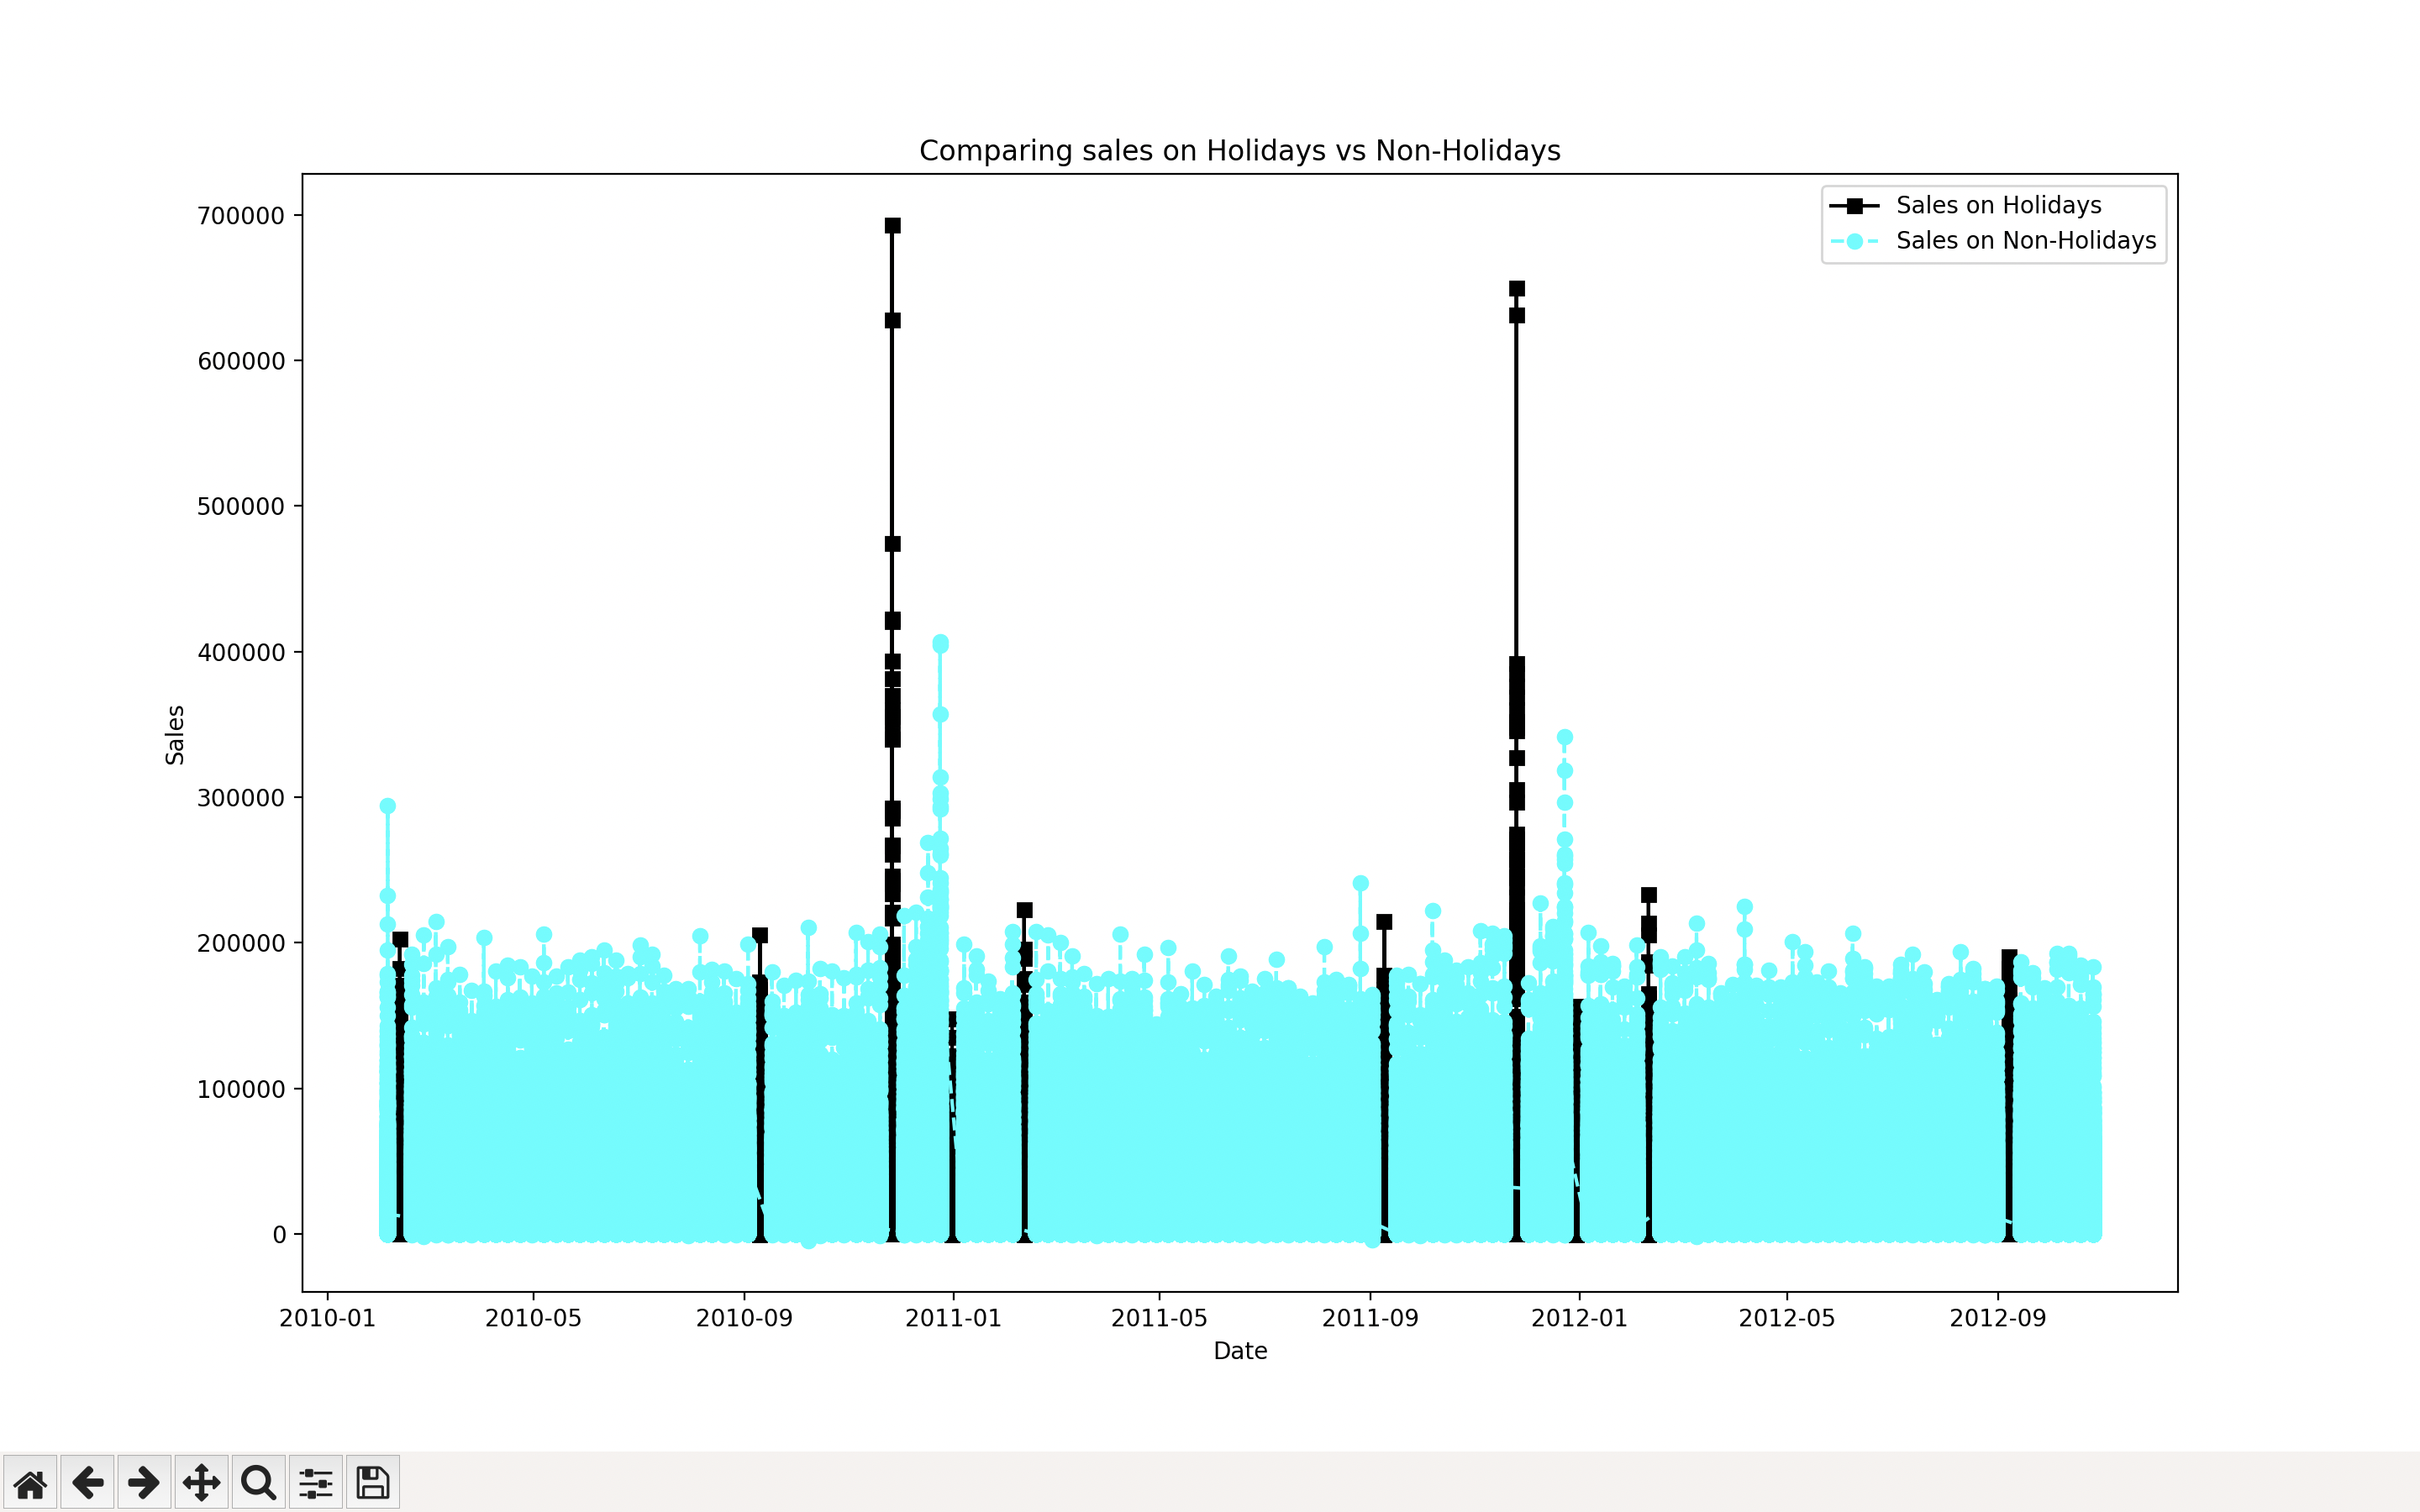 Comparing sales on Holidays vs Non-Holidays
Sales on Holidays
Sales on Non-Holidays
700000
600000
500000
400000
300000
200000
100000
0
Sales
2010-01 2010-05 2010-09 2011-01 2011-05 2011-09 2012-01 2012-05 2012-09
Date